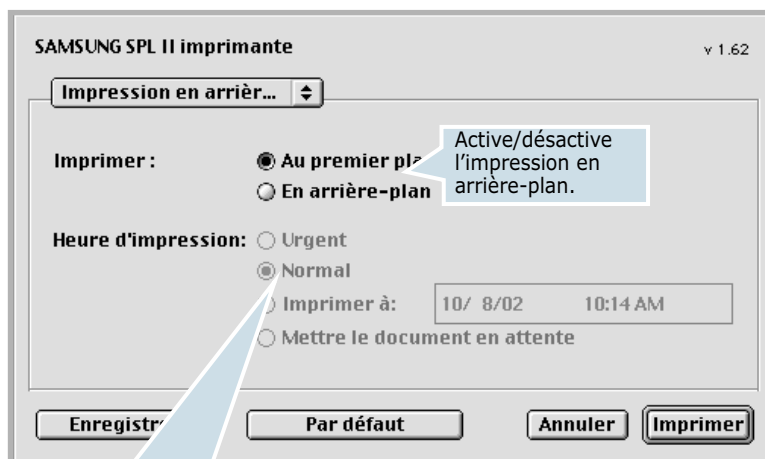 SAMSUNG SPL II imprimante
v 1.62
Impression en arrièr...
Imprimer :
Au premier pla
En arrière-plan
Active/désactive
l'impression en
arrière-plan.
Heure d'impression:
Urgent
Normal
Imprimer à:
10/ 8/02 10:14 AM
Mettre le document en attente
Enregistr
Par défaut
Annuler
Imprimer